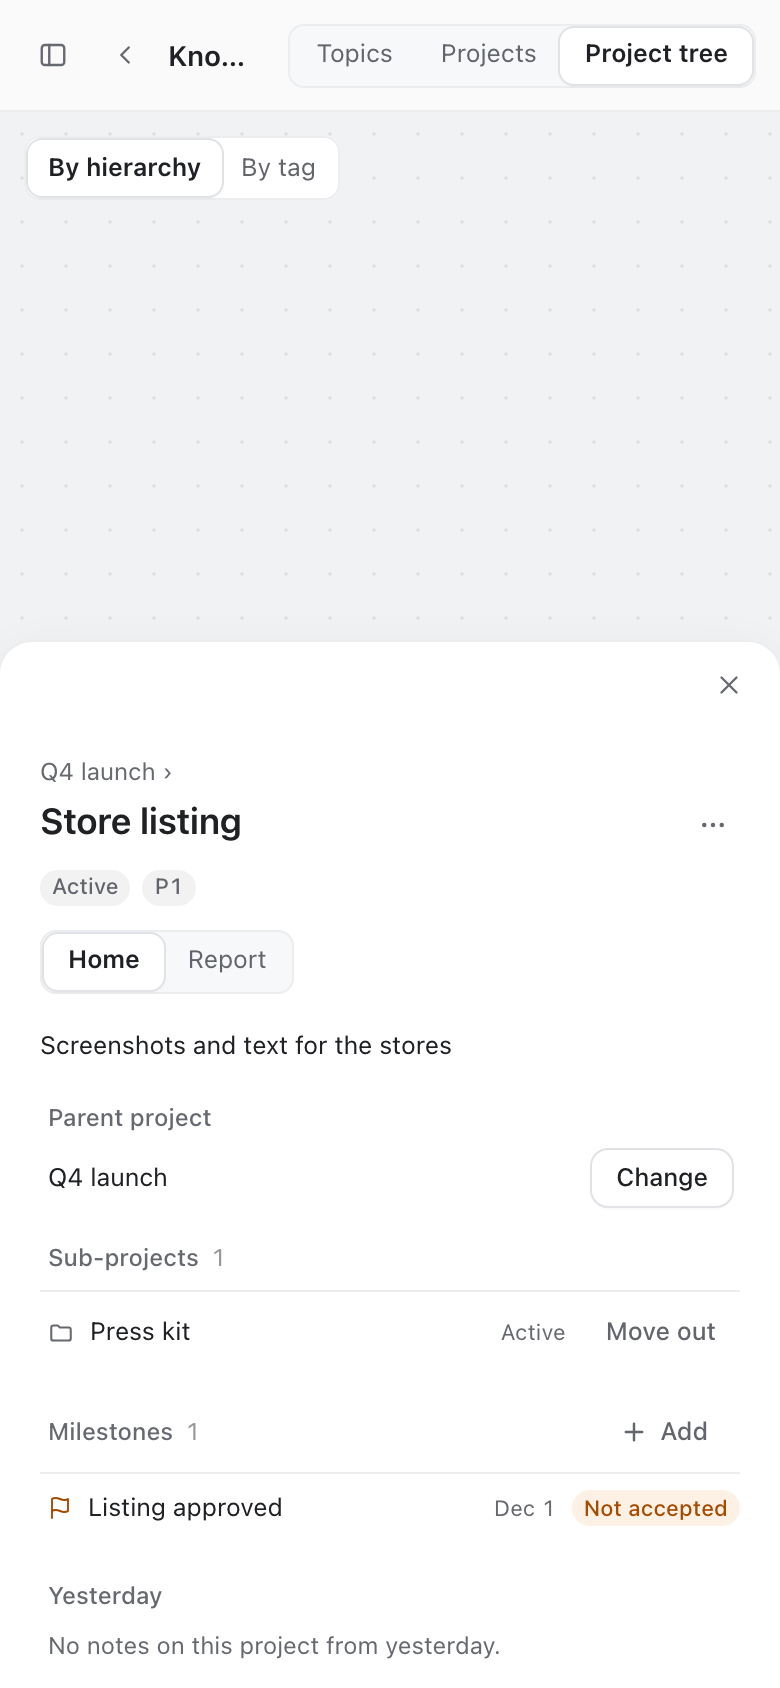 Kno... Topics Projects Project tree
By hierarchy By tag
Q4 launch ›
Store listing
Active P1
Home Report
Screenshots and text for the stores
Parent project
Q4 launch Change
Sub-projects 1
Press kit Active Move out
Milestones 1 + Add
Listing approved Dec 1 Not accepted
Yesterday
No notes on this project from yesterday.